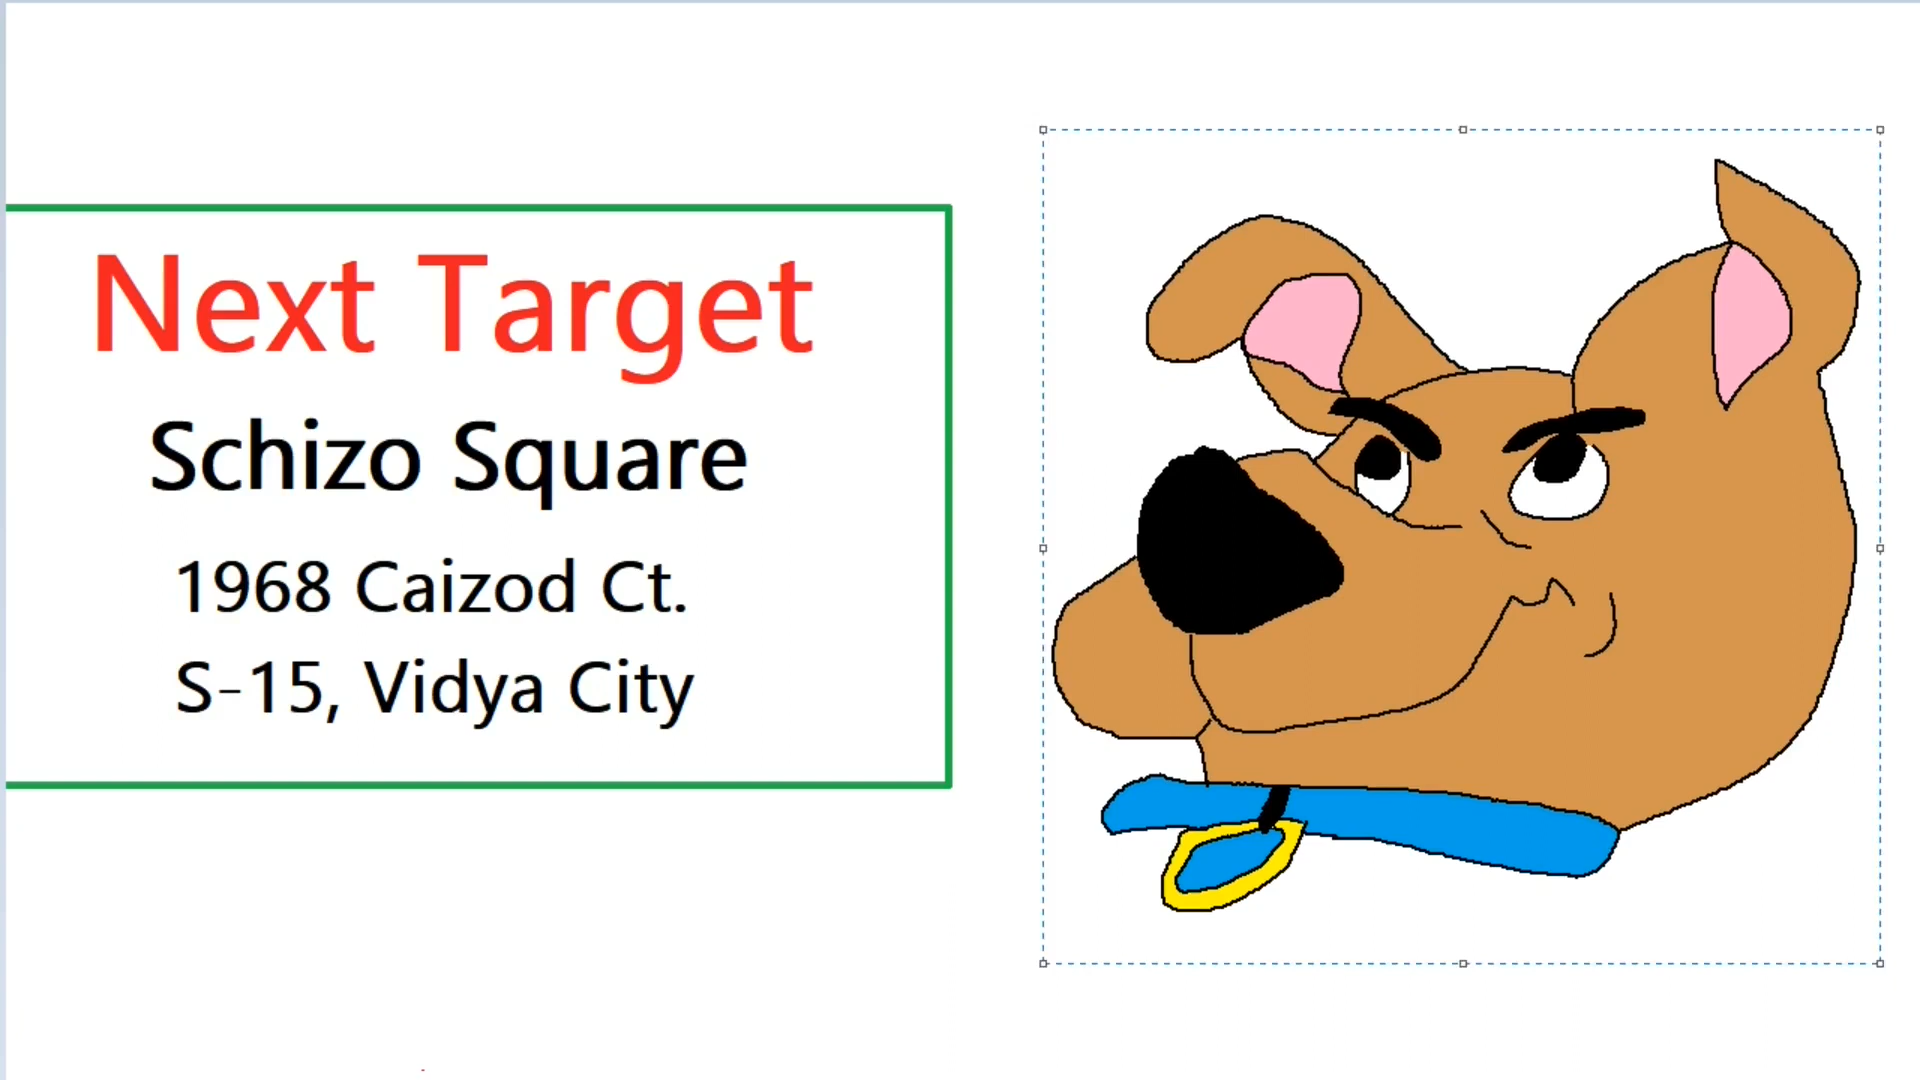 Next Target
Schizo Square
1968 Caizod Ct.
S-15, Vidya City